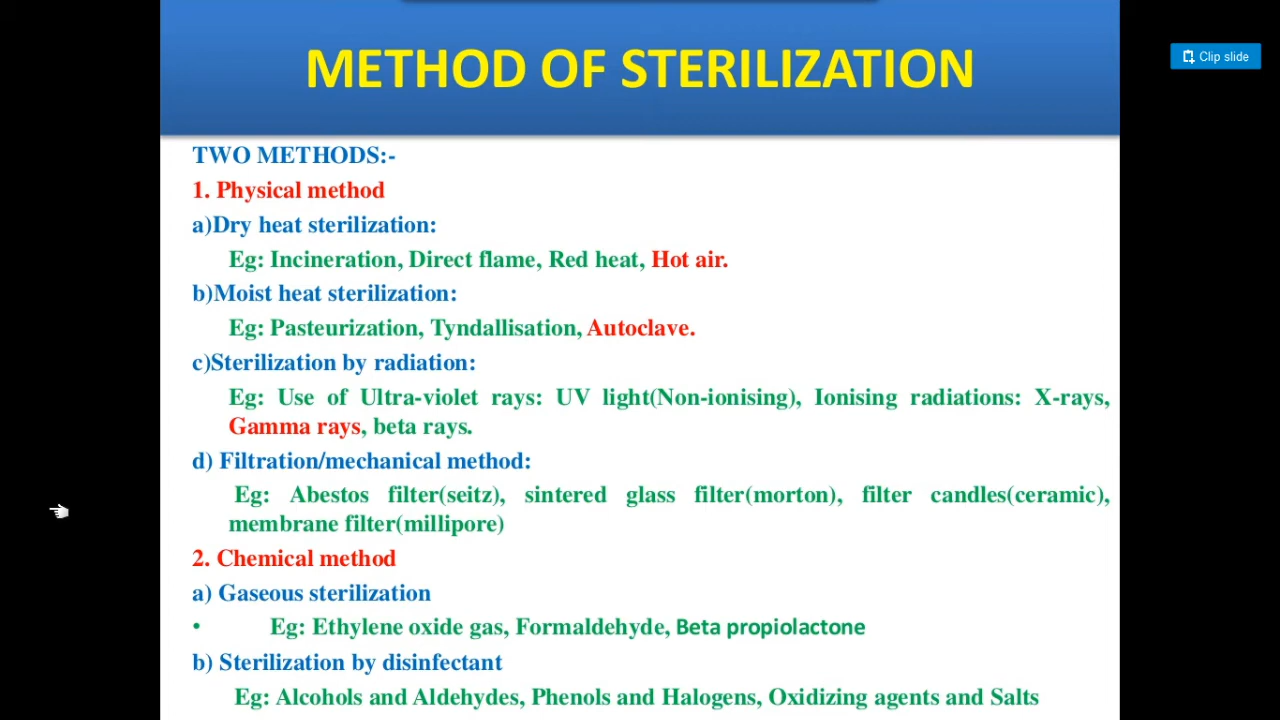 METHOD OF STERILIZATION
Clip slide
TWO METHODS:-
1. Physical method
a)Dry heat sterilization:
Eg: Incineration, Direct flame, Red heat, Hot air.
b)Moist heat sterilization:
Eg: Pasteurization, Tyndallisation, Autoclave.
c)Sterilization by radiation:
Eg: Use of Ultra-violet rays: UV light(Non-ionising), Ionising radiations: X-rays,
Gamma rays, beta rays.
d) Filtration/mechanical method:
Eg: Abestos filter(seitz), sintered glass filter(morton), filter candles(ceramic),
membrane filter(millipore)
2. Chemical method
a) Gaseous sterilization
• Eg: Ethylene oxide gas, Formaldehyde, Beta propiolactone
b) Sterilization by disinfectant
Eg: Alcohols and Aldehydes, Phenols and Halogens, Oxidizing agents and Salts